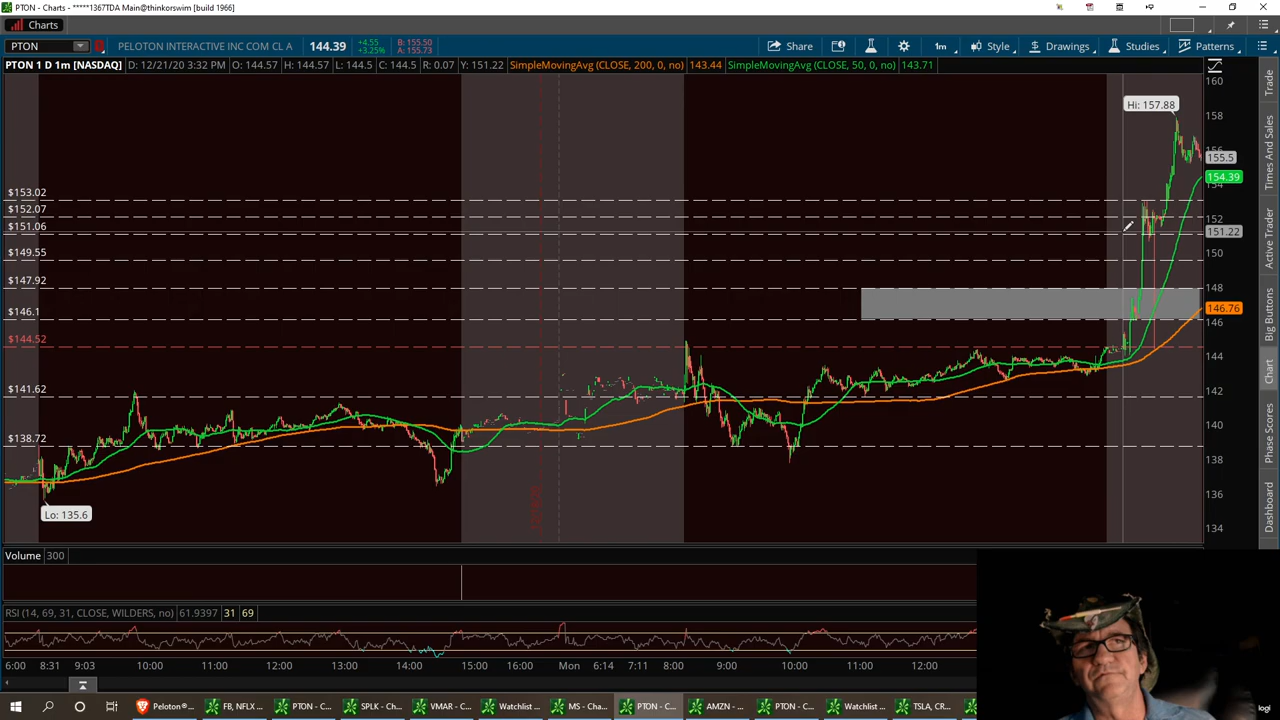 PTON - Charts - *****1367TDA Main@thinkorswim [build 1966]
Charts
PTON PELOTON INTERACTIVE INC COM CL A 144.39 +4.55 +3.25% B: 155.50 A: 155.73 Share 1m Style Drawings Studies Patterns
PTON 1 D 1m [NASDAQ] D: 12/21/20 3:32 PM O: 144.57 H: 144.57 L: 144.5 C: 144.5 R: 0.07 Y: 151.22 SimpleMovingAvg (CLOSE, 200, 0, no) 143.44 SimpleMovingAvg (CLOSE, 50, 0, no) 143.71
160
Hi: 157.88
158
156
155.5
154.39
154
$153.02
$152.07
152
$151.06
151.22
150
$149.55
$147.92
148
146.76
$146.1
146
$144.52
144
142
$141.62
140
$138.72
138
136
Lo: 135.6
134
Trade
Times And Sales
Active Trader
Big Buttons
Chart
Phase Scores
Dashboard
Volume 300
RSI (14, 69, 31, CLOSE, WILDERS, no) 61.9397 31 69
6:00 8:31 9:03 10:00 11:00 12:00 13:00 14:00 15:00 16:00 Mon 6:14 7:11 8:00 9:00 10:00 11:00 12:00
Peloton®... FB, NFLX ... PTON - C... SPLK - Ch... VMAR - C... Watchlist ... MS - Cha... PTON - C... AMZN - ... PTON - C... Watchlist ... TSLA, CR...
logi